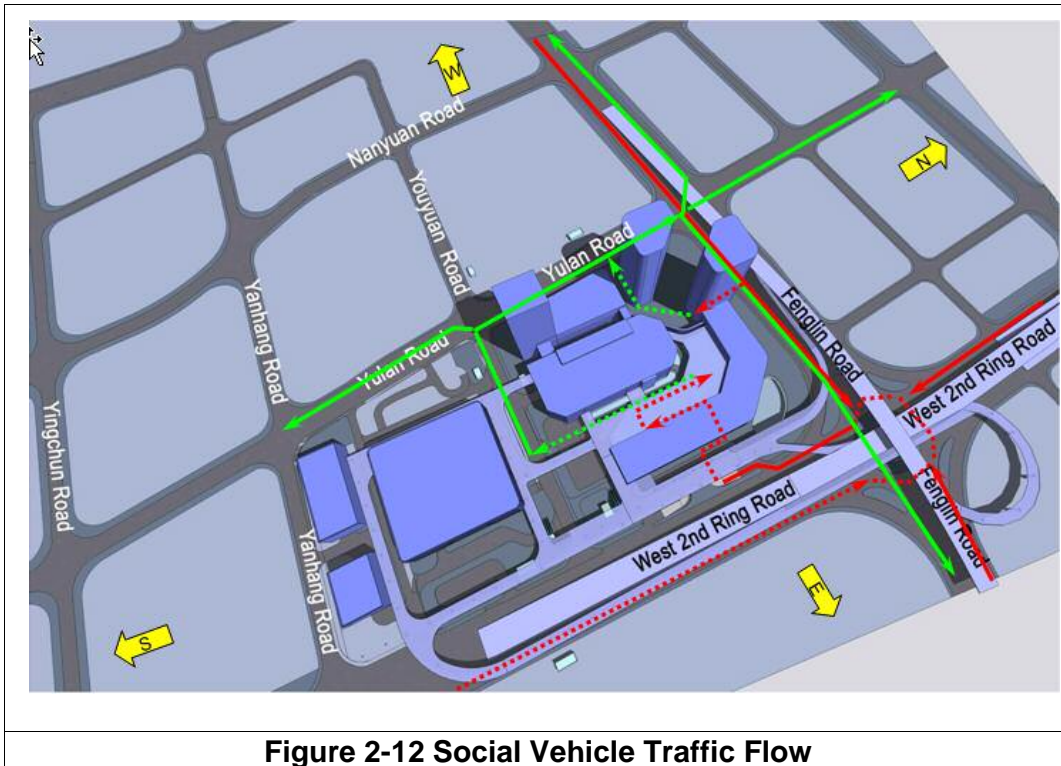 W
Nanyuan Road
N
Youyuan Road
Yulan Road
Yanhang Road
Fenglin Road
West 2nd Ring Road
Yulan Road
Yingchun Road
West 2nd Ring Road
Fenglin Road
Yanhang Road
E
S
Figure 2-12 Social Vehicle Traffic Flow